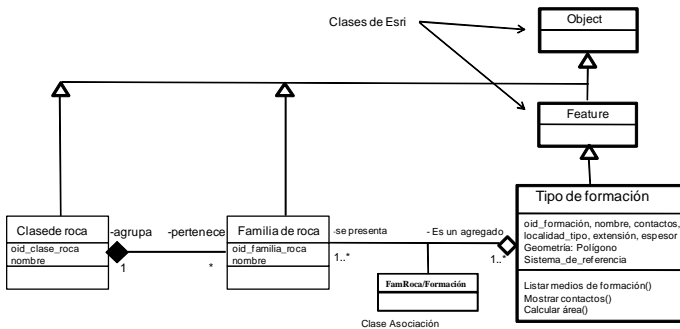 Clases de Esri
Object
Feature
Tipo de formación
oid_formación, nombre, contactos,
localidad_tipo, extensión, espesor
Geometría: Polígono
Sistema_de_referencia
Listar medios de formación()
Mostrar contactos()
Calcular área()
Clasede roca
oid_clase_roca
nombre
-agrupa
1
-pertenece
*
Familia de roca
oid_familia_roca
nombre
-se presenta
1..*
- Es un agregado
1..*
FamRoca/Formación
Clase Asociación